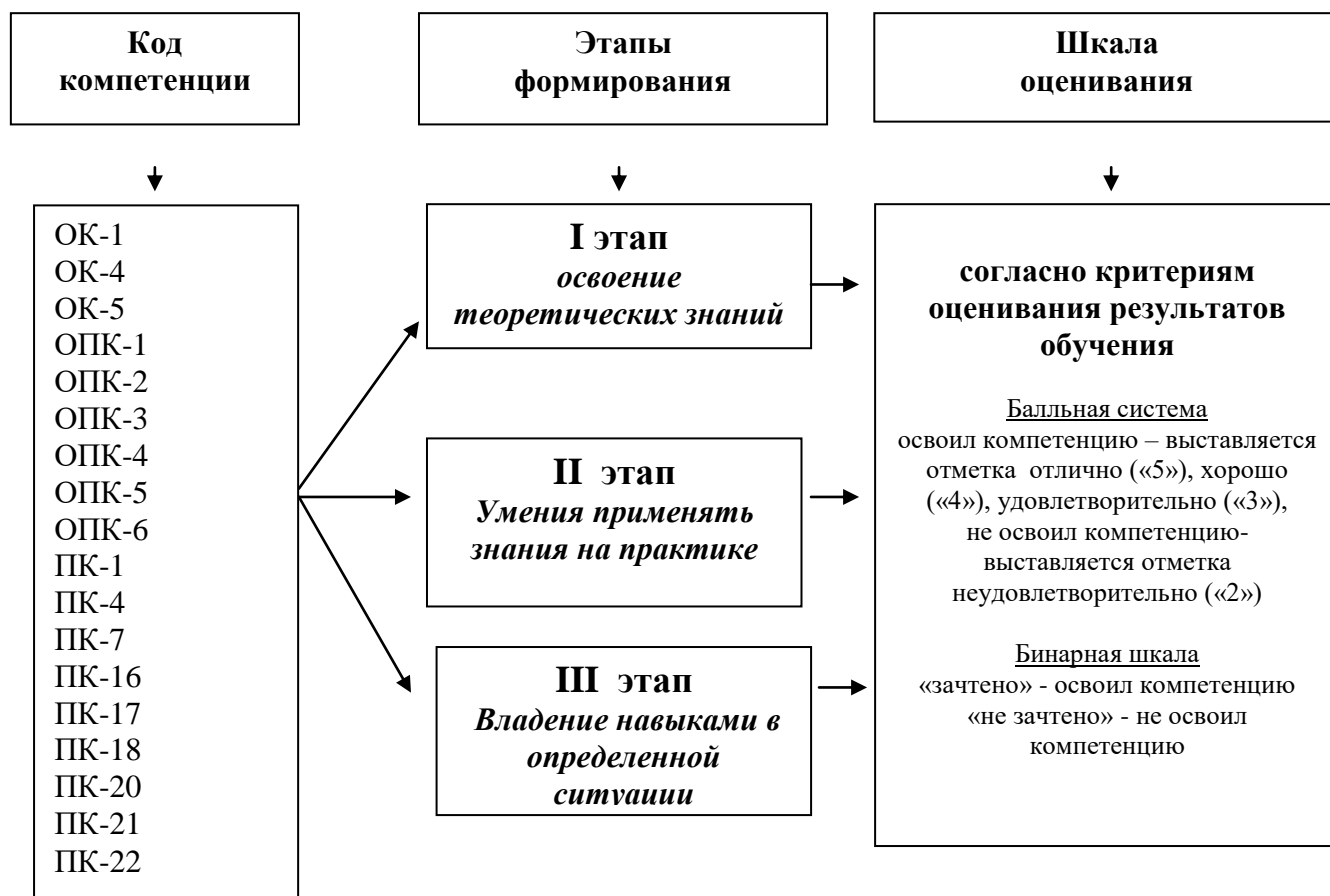 Код
компетенции
Этапы
формирования
Шкала
оценивания
ОК-1
ОК-4
ОК-5
ОПК-1
ОПК-2
ОПК-3
ОПК-4
ОПК-5
ОПК-6
ПК-1
ПК-4
ПК-7
ПК-16
ПК-17
ПК-18
ПК-20
ПК-21
ПК-22
I этап
освоение
теоретических знаний
II этап
Умения применять
знания на практике
III этап
Владение навыками в
определенной
ситуации
согласно критериям
оценивания результатов
обучения
Балльная система
освоил компетенцию – выставляется
отметка отлично («5»), хорошо
(«4»), удовлетворительно («3»),
не освоил компетенцию-
выставляется отметка
неудовлетворительно («2»)
Бинарная шкала
«зачтено» - освоил компетенцию
«не зачтено» - не освоил
компетенцию